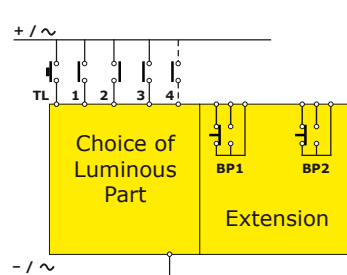 + / ~
TL 1 2 3 4
Choice of
Luminous
Part
BP1 BP2
Extension
– / ~